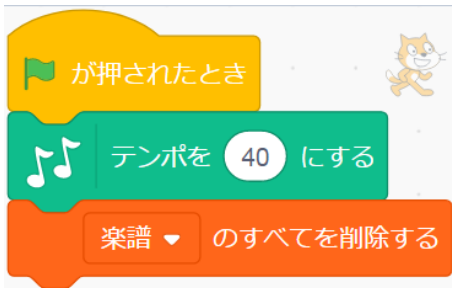 が押されたとき
テンポを 40 にする
楽譜 のすべてを削除する